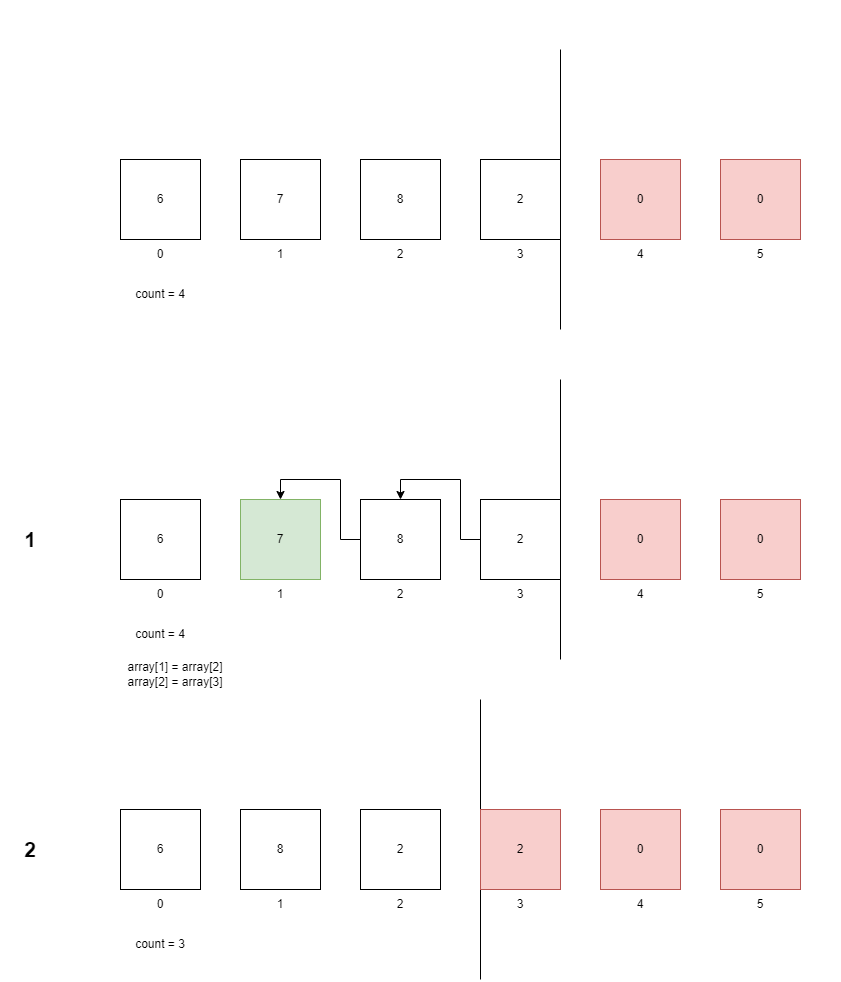 6 7 8 2 0 0
0 1 2 3 4 5
count = 4
1 6 7 8 2 0 0
0 1 2 3 4 5
count = 4
array[1] = array[2]
array[2] = array[3]
2 6 8 2 2 0 0
0 1 2 3 4 5
count = 3